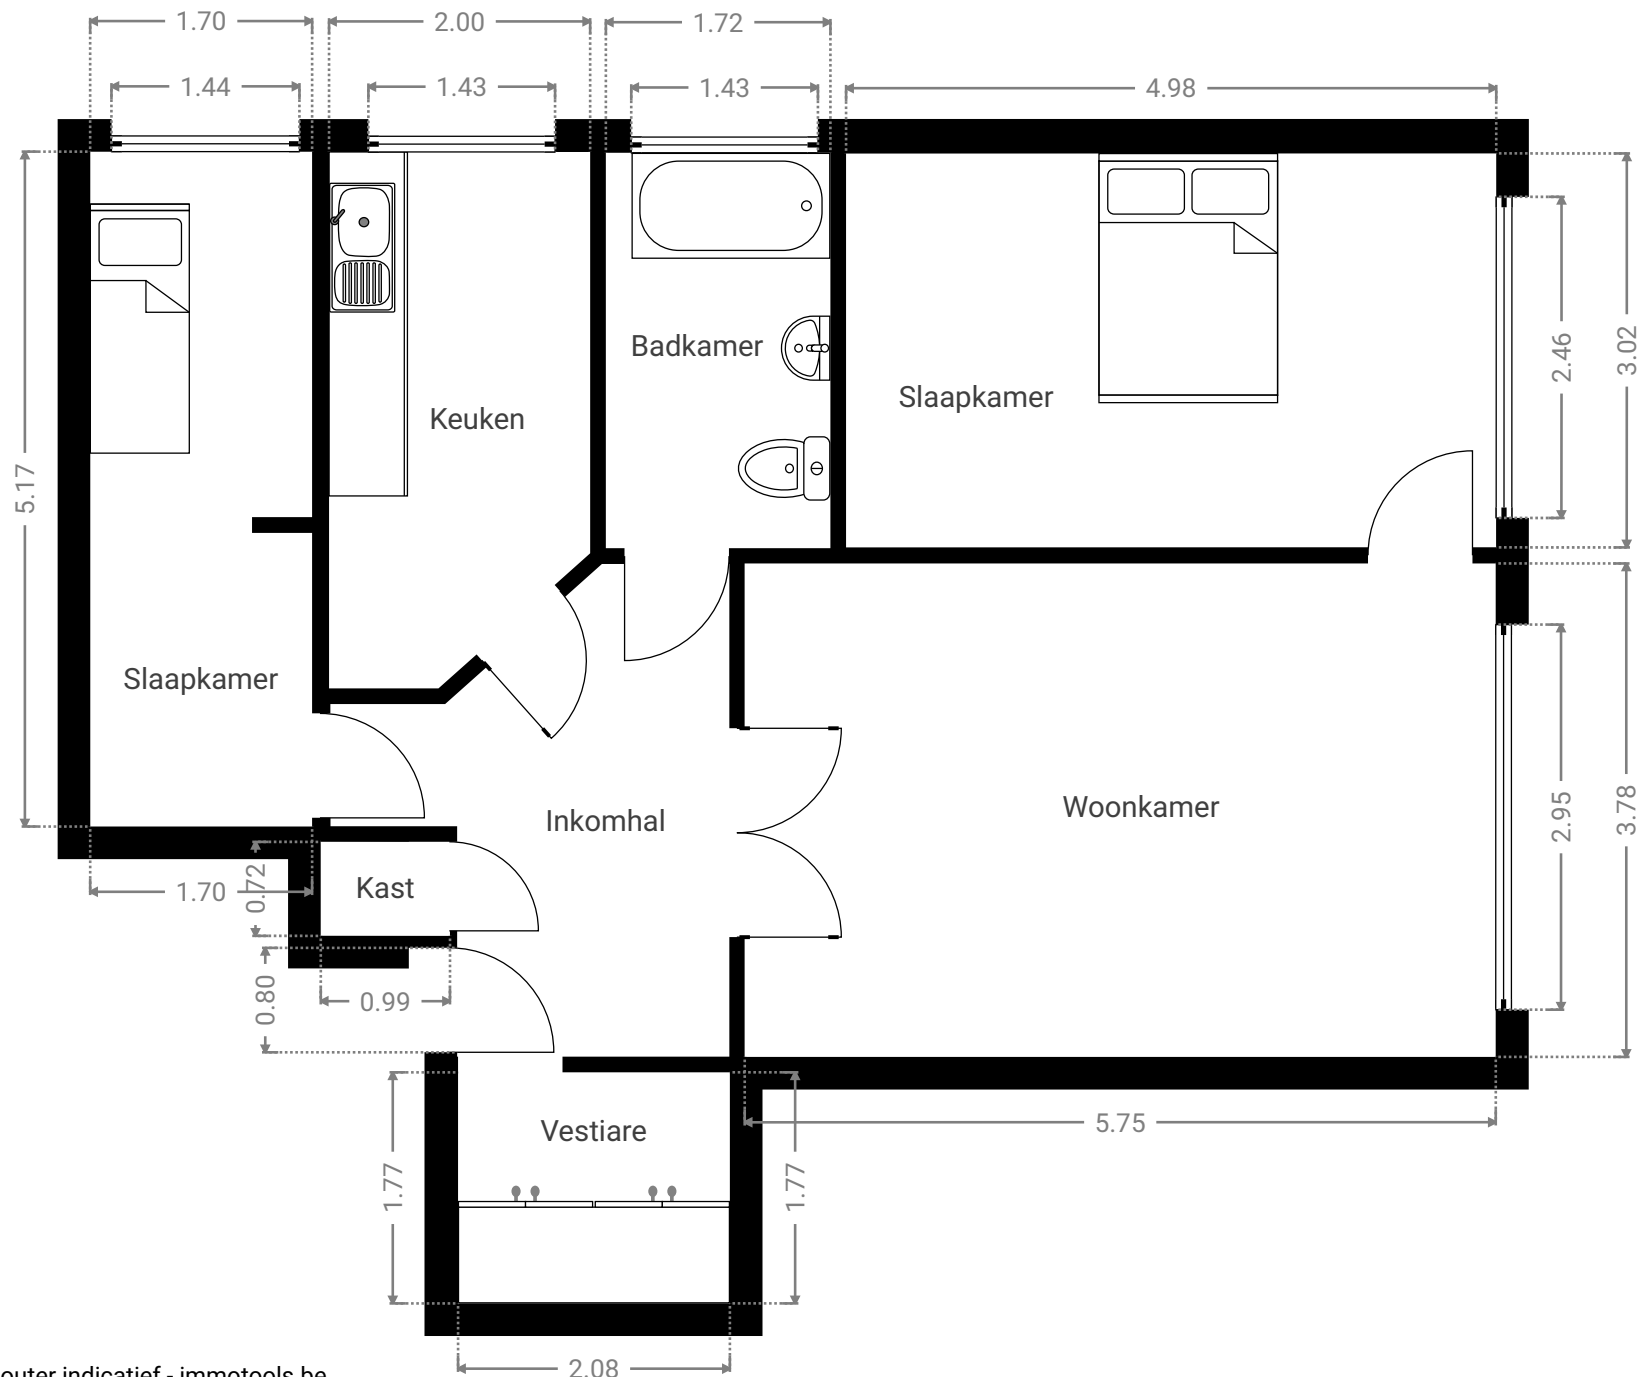 1.70
2.00
1.72
1.44
1.43
1.43
4.98
Badkamer
Slaapkamer
Keuken
2.46
3.02
5.17
Slaapkamer
Inkomhal
Woonkamer
2.95
3.78
1.70
0.72
Kast
0.80
0.99
Vestiare
5.75
1.77
1.77
2.08
outer indicatief - immotools.be